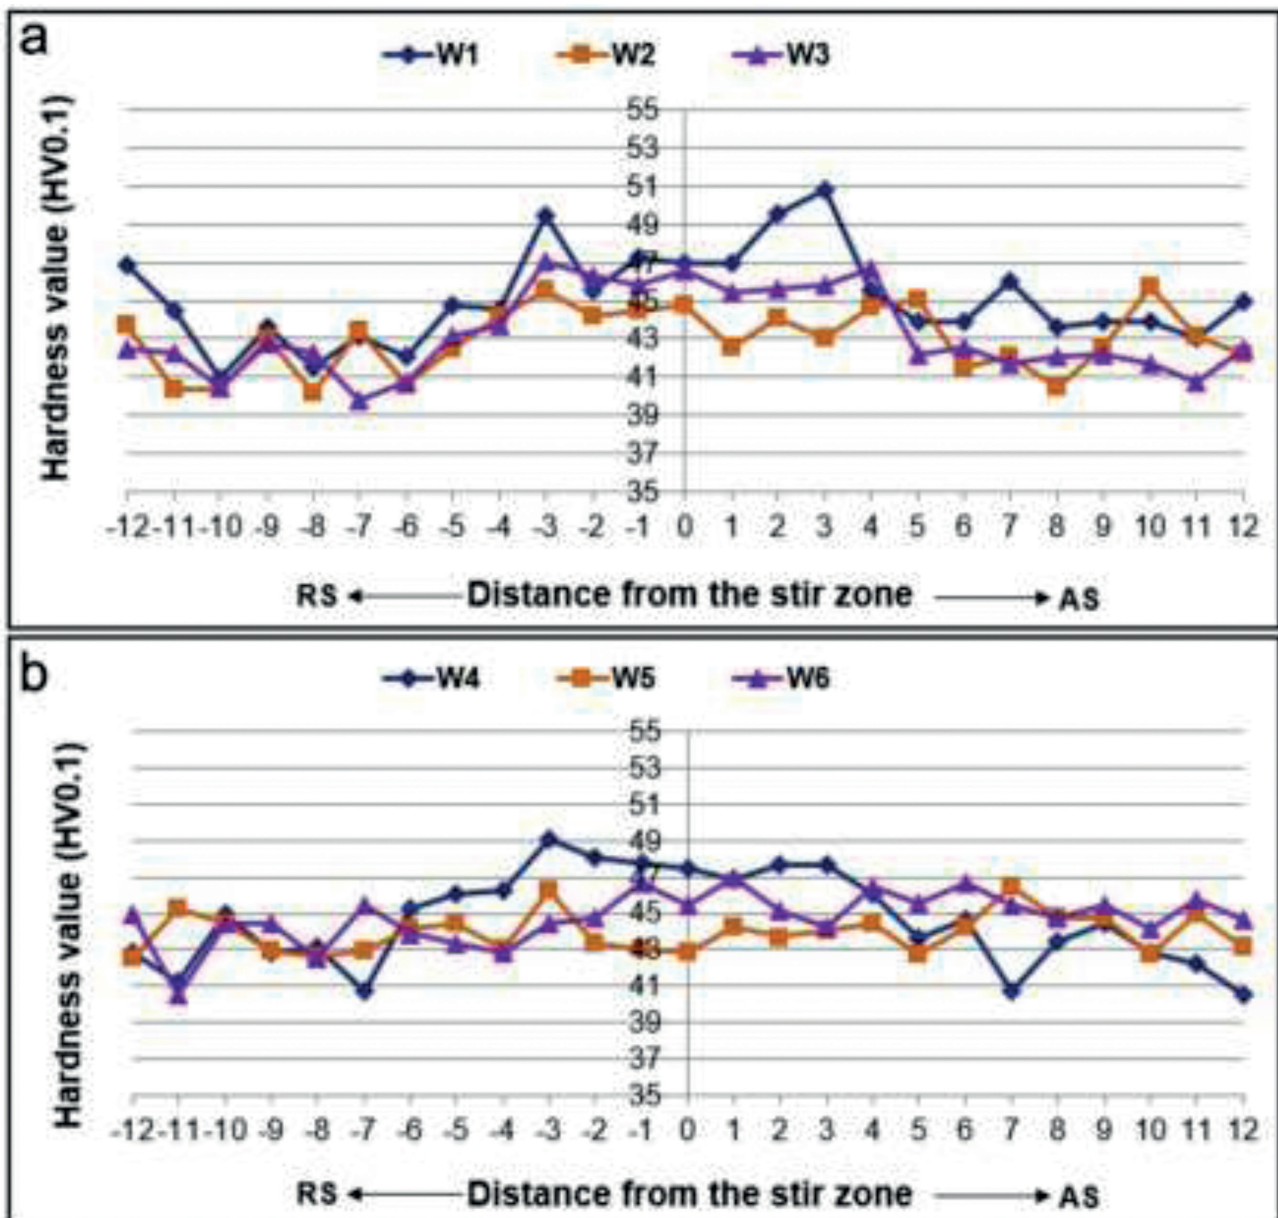 a
W1 W2 W3
Hardness value (HV0.1)
55
53
51
49
47
45
43
41
39
37
35
-12 -11 -10 -9 -8 -7 -6 -5 -4 -3 -2 -1 0 1 2 3 4 5 6 7 8 9 10 11 12
RS Distance from the stir zone AS
b
W4 W5 W6
Hardness value (HV0.1)
55
53
51
49
47
45
43
41
39
37
35
-12 -11 -10 -9 -8 -7 -6 -5 -4 -3 -2 -1 0 1 2 3 4 5 6 7 8 9 10 11 12
RS Distance from the stir zone AS